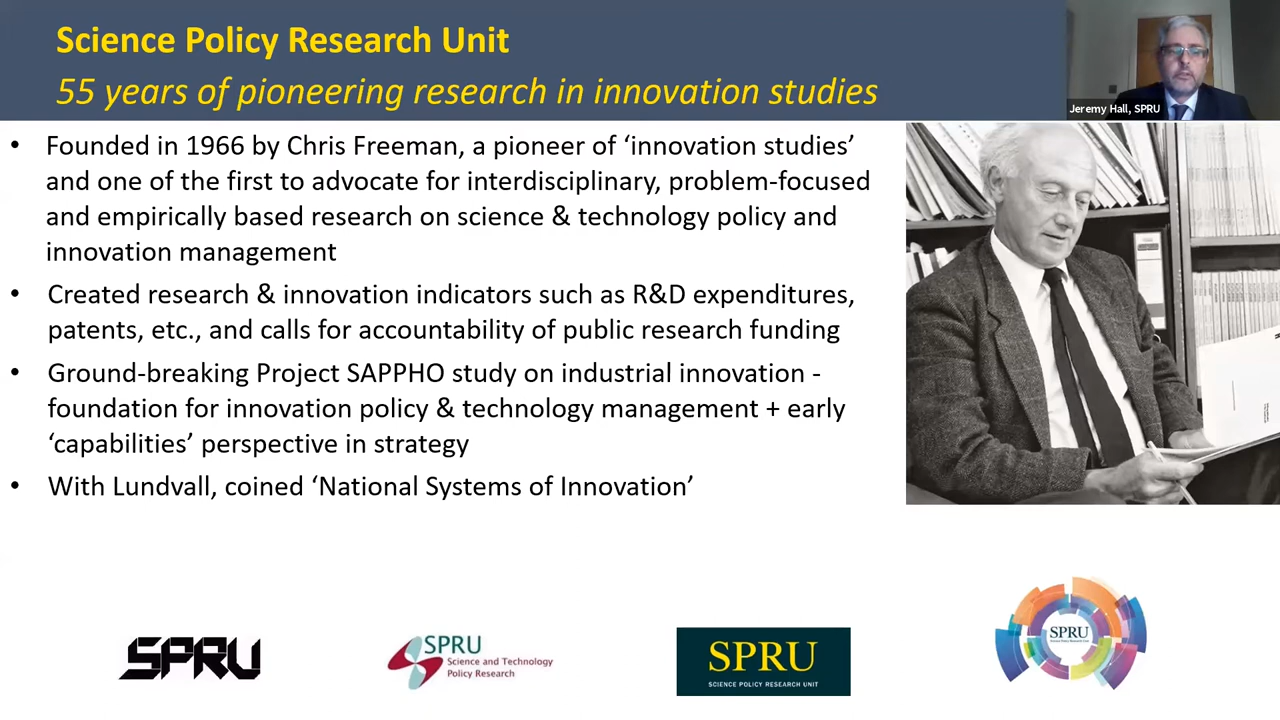 Science Policy Research Unit
55 years of pioneering research in innovation studies
Jeremy Hall, SPRU
• Founded in 1966 by Chris Freeman, a pioneer of ‘innovation studies’
and one of the first to advocate for interdisciplinary, problem-focused
and empirically based research on science & technology policy and
innovation management
• Created research & innovation indicators such as R&D expenditures,
patents, etc., and calls for accountability of public research funding
• Ground-breaking Project SAPPHO study on industrial innovation -
foundation for innovation policy & technology management + early
‘capabilities’ perspective in strategy
• With Lundvall, coined ‘National Systems of Innovation’
SPRU
SPRU
Science and Technology
Policy Research
SPRU
SCIENCE POLICY RESEARCH UNIT
SPRU
Science Policy Research Unit